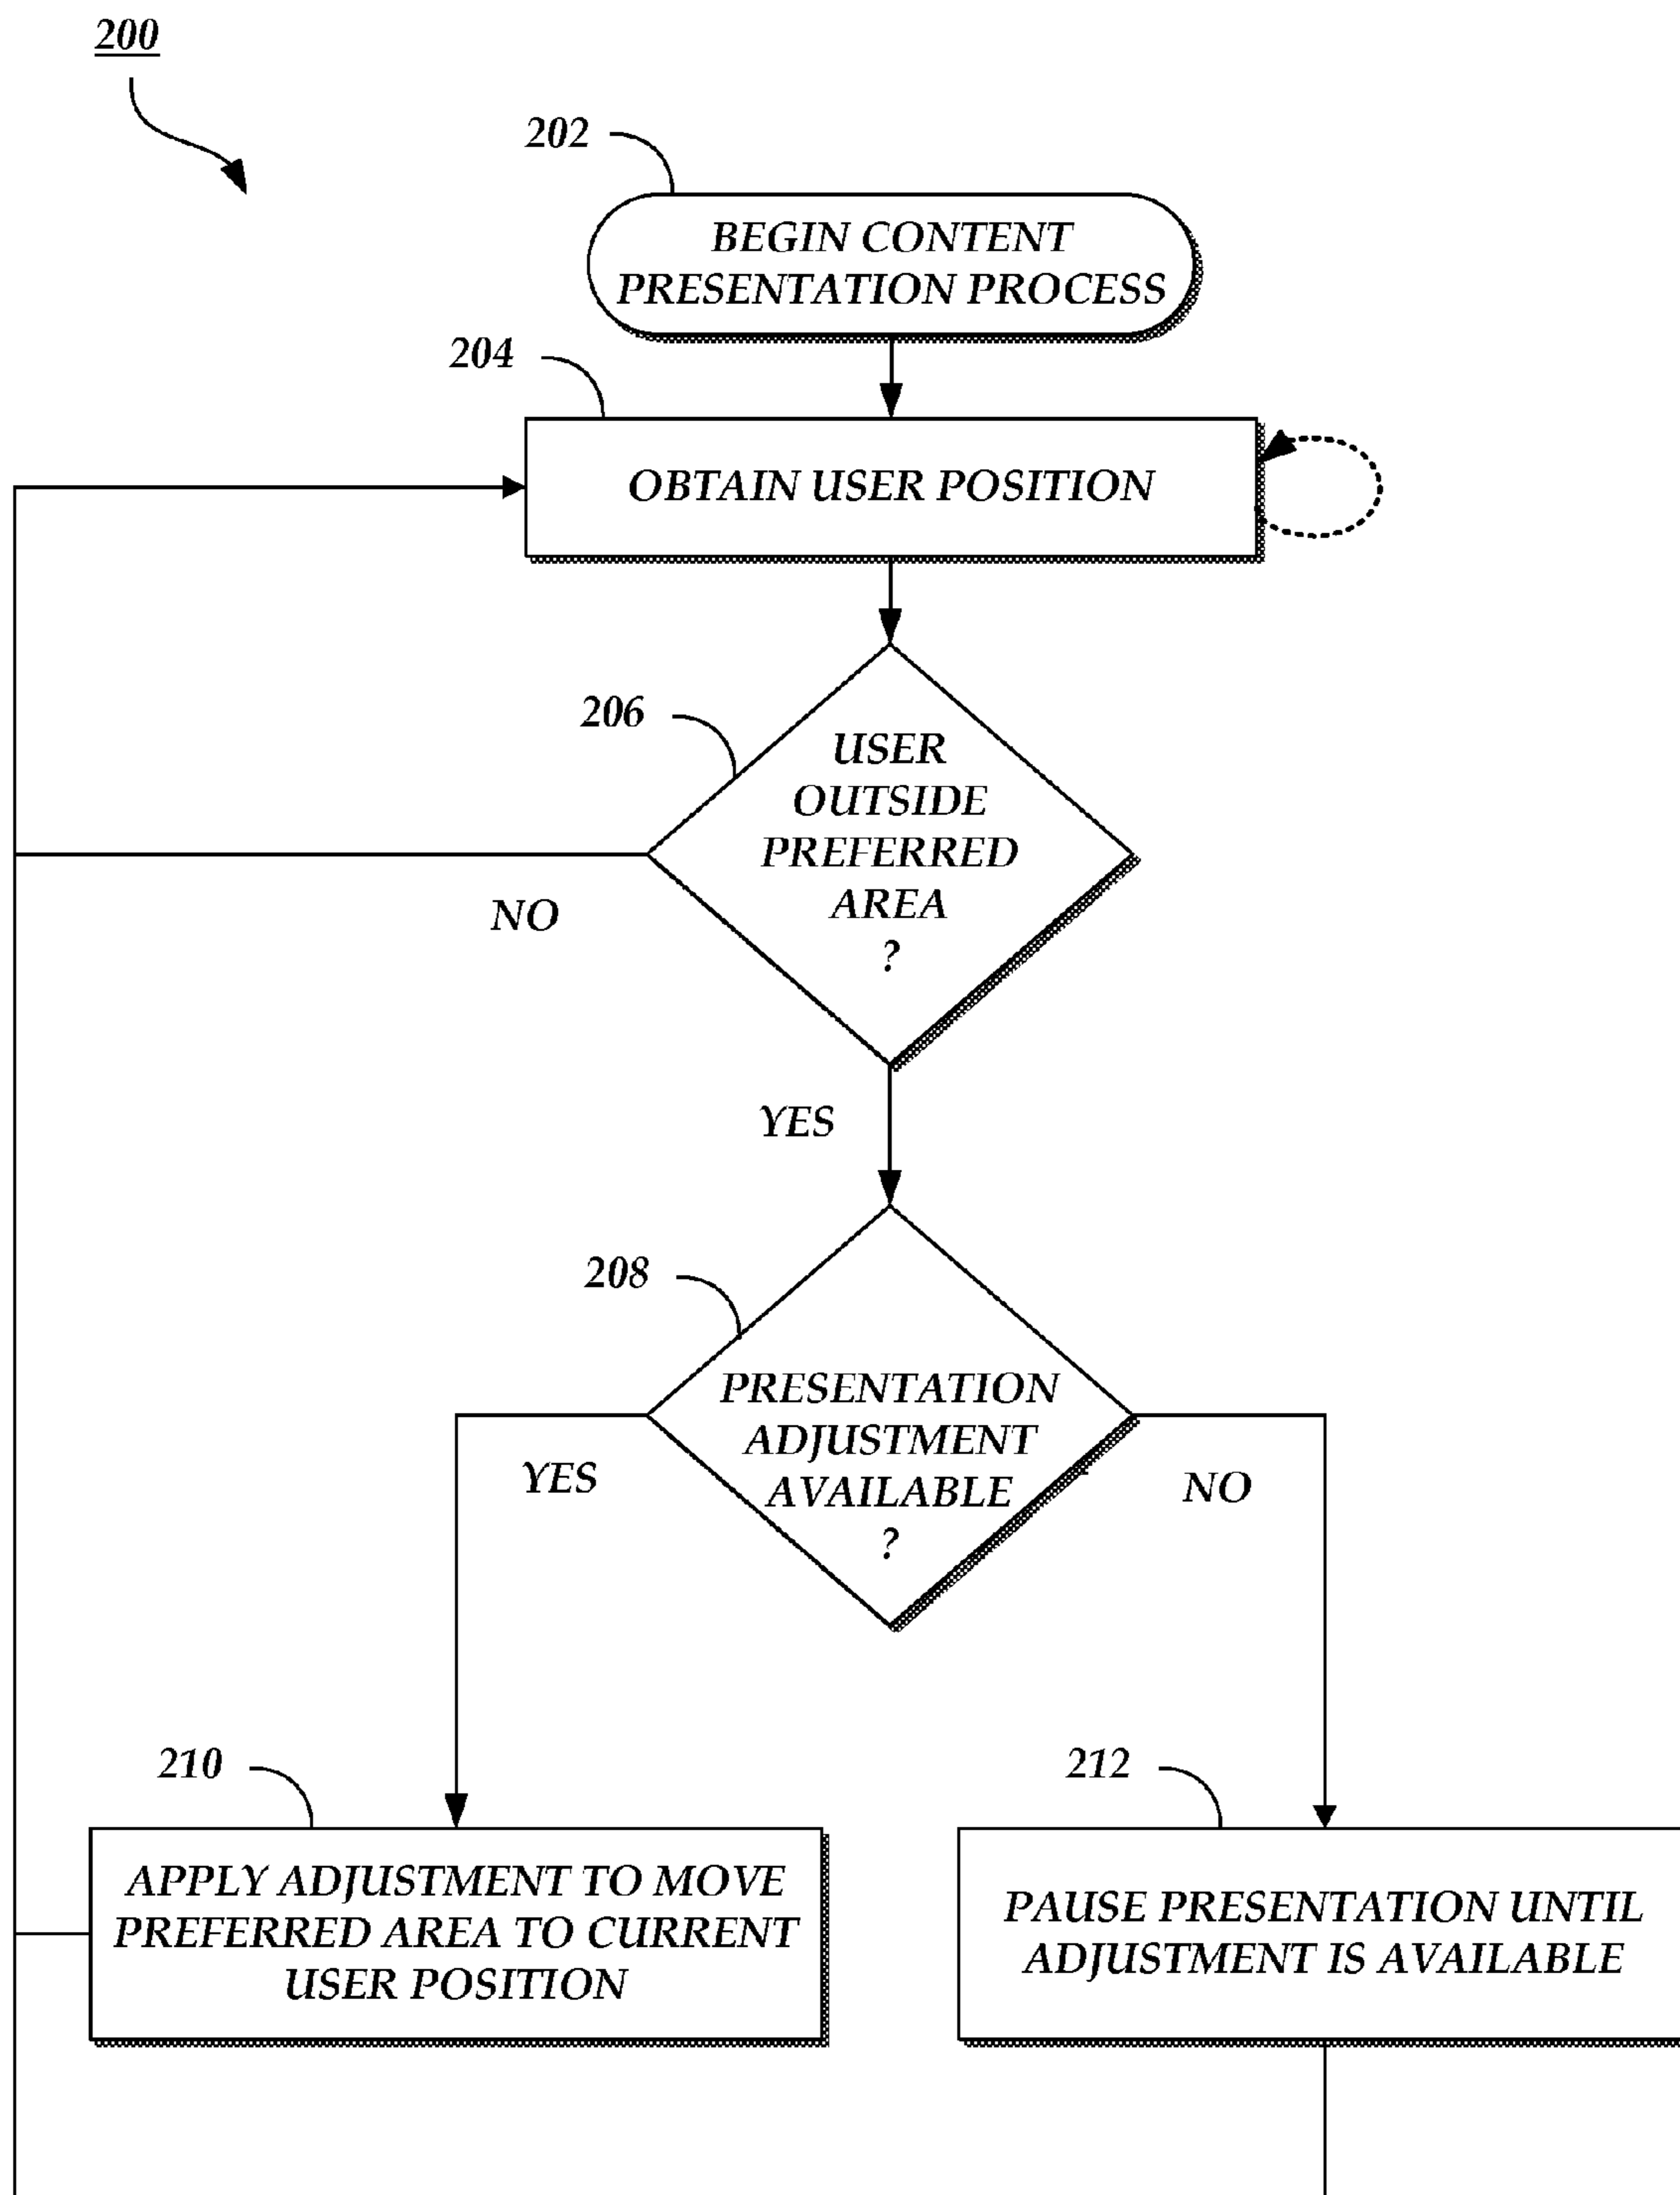 200
202
BEGIN CONTENT
PRESENTATION PROCESS
204
OBTAIN USER POSITION
206
USER
OUTSIDE
PREFERRED
AREA
?
NO
YES
208
PRESENTATION
ADJUSTMENT
AVAILABLE
?
YES
NO
210
APPLY ADJUSTMENT TO MOVE
PREFERRED AREA TO CURRENT
USER POSITION
212
PAUSE PRESENTATION UNTIL
ADJUSTMENT IS AVAILABLE